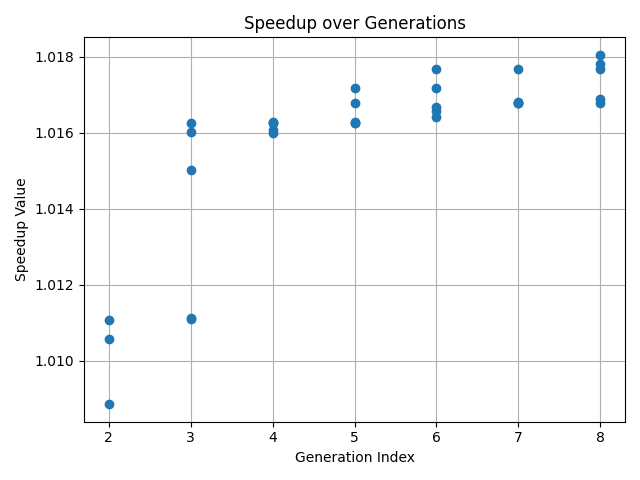 Speedup over Generations
Speedup Value
1.018
1.016
1.014
1.012
1.010
2 3 4 5 6 7 8
Generation Index